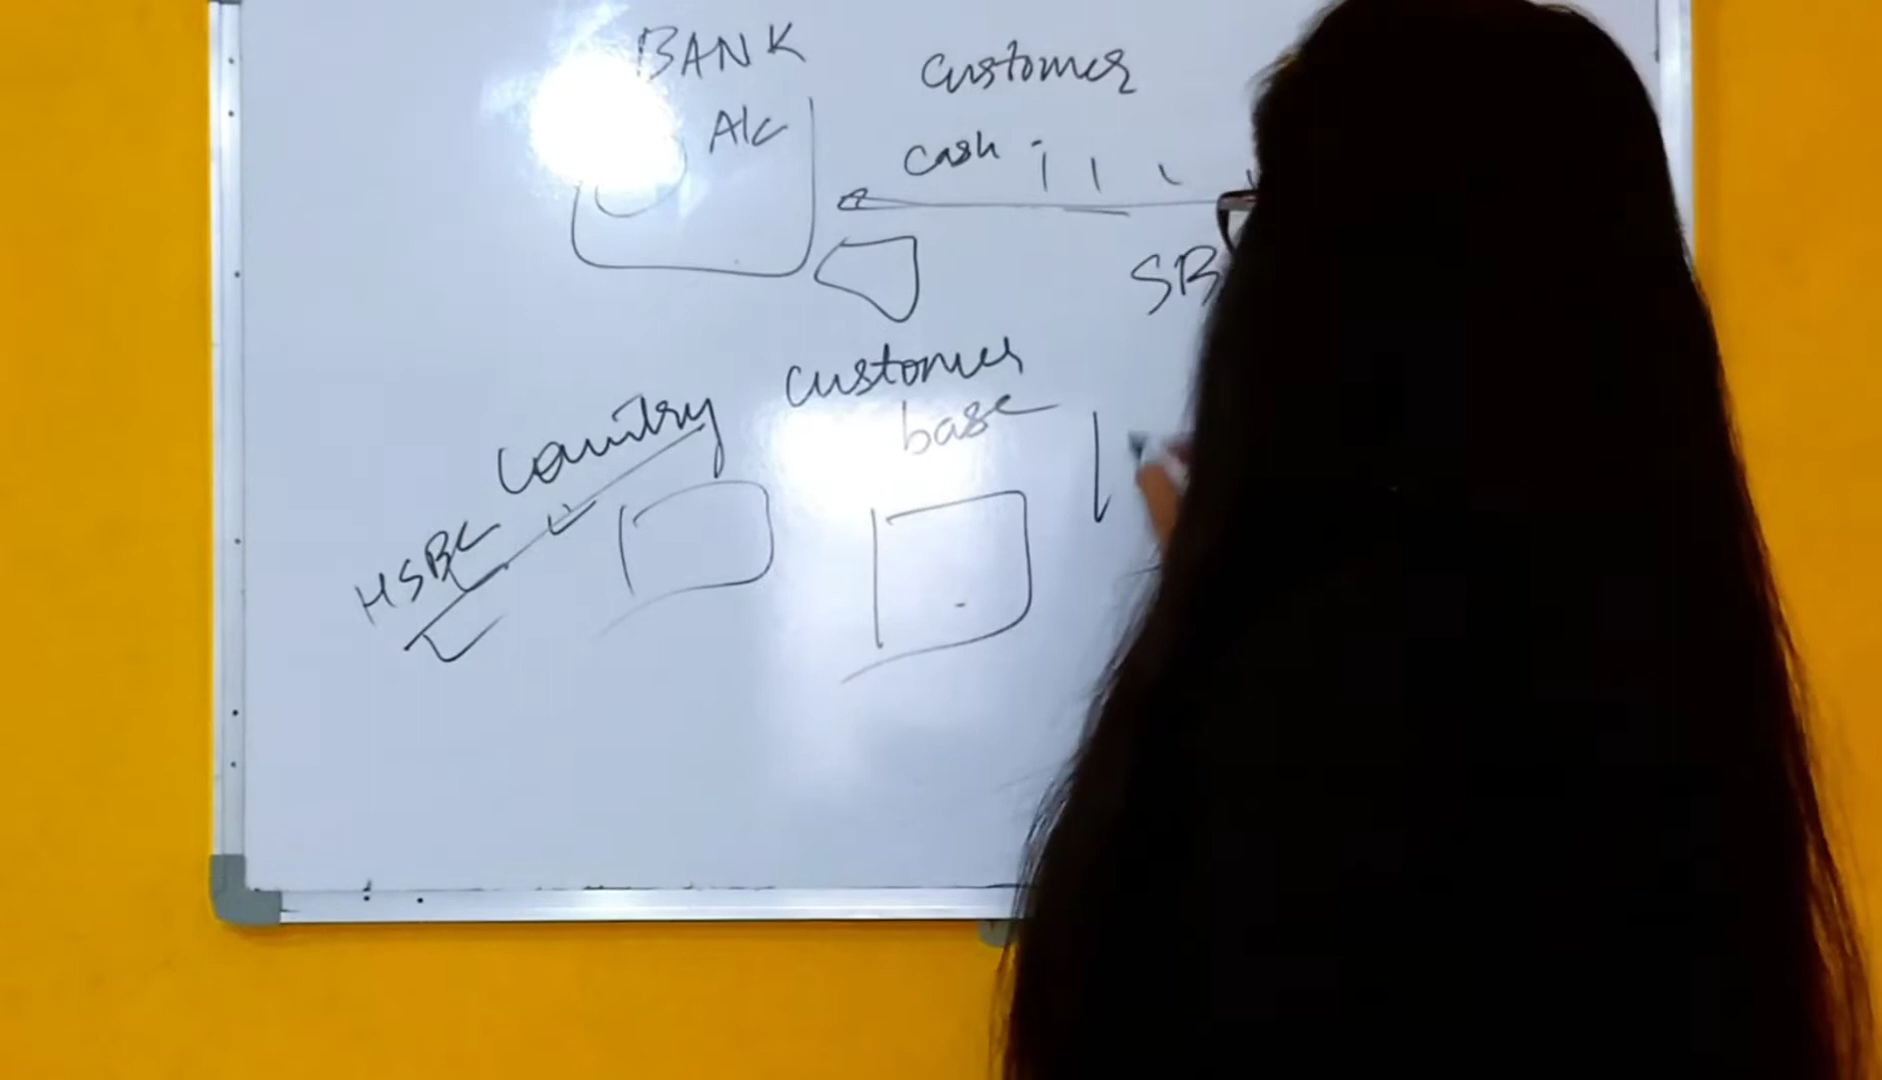 BANK
Customer
A/c
Cash
SB
Country
Customer
base
HSBC